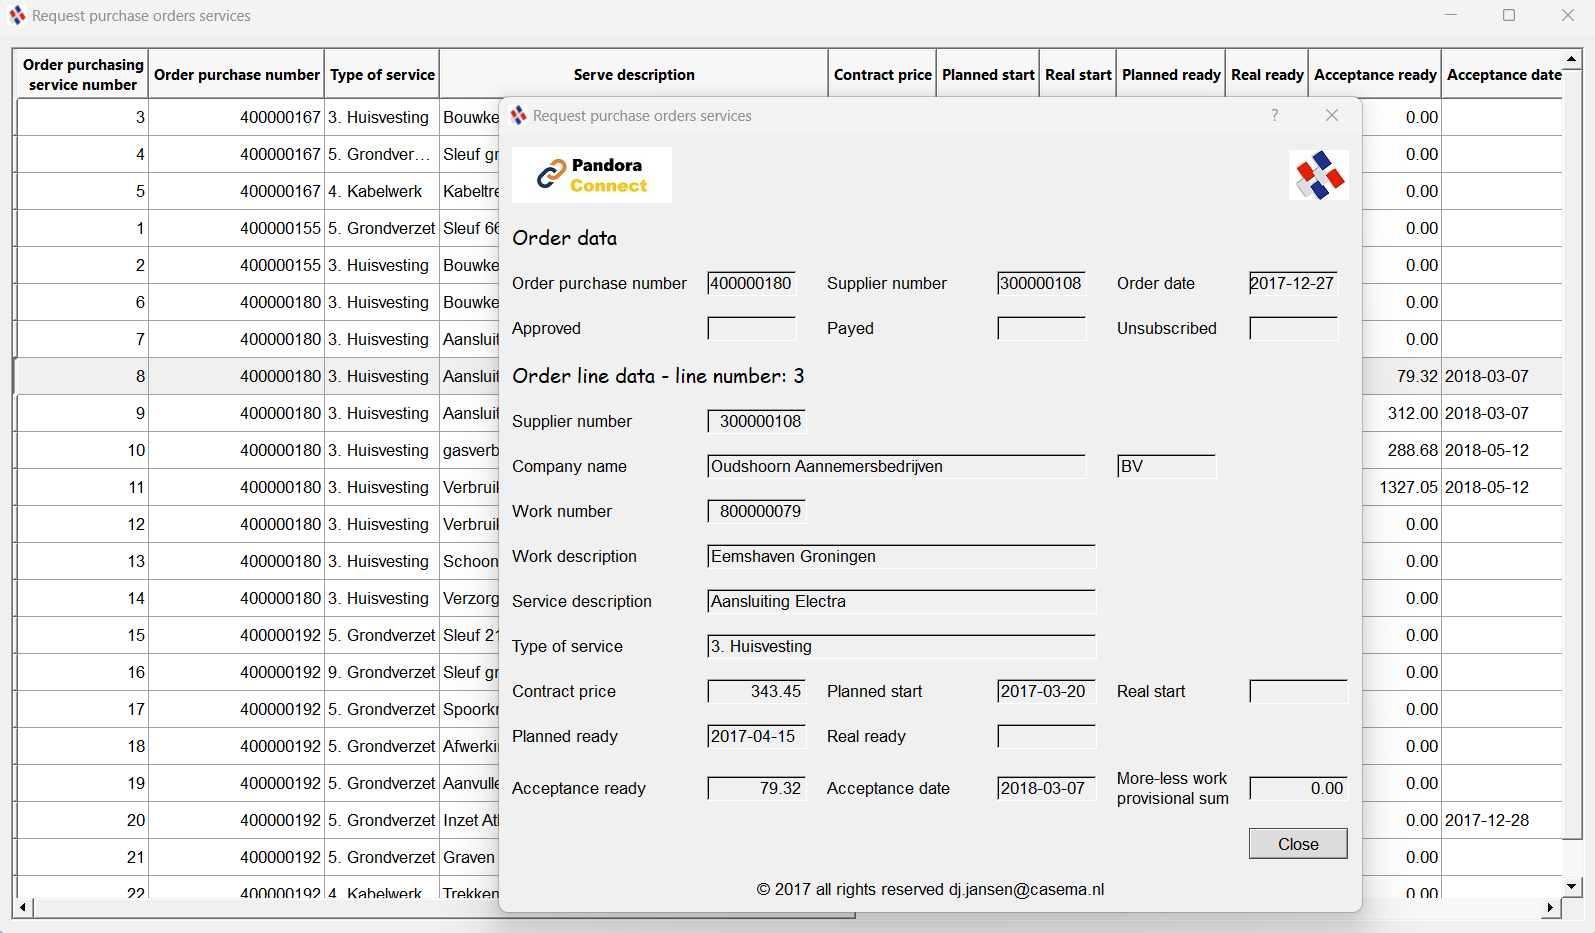 Request purchase orders services
Order purchasing service number Order purchase number Type of service Serve description Contract price Planned start Real start Planned ready Real ready Acceptance ready Acceptance date
3 400000167 3. Huisvesting Bouwke 0.00
4 400000167 5. Grondver... Sleuf gr 0.00
5 400000167 4. Kabelwerk Kabeltre 0.00
1 400000155 5. Grondverzet Sleuf 66 0.00
2 400000155 3. Huisvesting Bouwke 0.00
6 400000180 3. Huisvesting Bouwke 0.00
7 400000180 3. Huisvesting Aansluit 0.00
8 400000180 3. Huisvesting Aansluit 79.32 2018-03-07
9 400000180 3. Huisvesting Aansluit 312.00 2018-03-07
10 400000180 3. Huisvesting gasverb 288.68 2018-05-12
11 400000180 3. Huisvesting Verbruik 1327.05 2018-05-12
12 400000180 3. Huisvesting Verbruik 0.00
13 400000180 3. Huisvesting Schoon 0.00
14 400000180 3. Huisvesting Verzorg 0.00
15 400000192 5. Grondverzet Sleuf 21 0.00
16 400000192 9. Grondverzet Sleuf gr 0.00
17 400000192 5. Grondverzet Spoorkr 0.00
18 400000192 5. Grondverzet Afwerki 0.00
19 400000192 5. Grondverzet Aanvulle 0.00
20 400000192 5. Grondverzet Inzet Atl 0.00 2017-12-28
21 400000192 5. Grondverzet Graven 0.00
22 400000192 4. Kabelwerk Trekken 0.00
Request purchase orders services ?
Pandora
Connect
Order data
Order purchase number 400000180 Supplier number 300000108 Order date 2017-12-27
Approved Payed Unsubscribed
Order line data - line number: 3
Supplier number 300000108
Company name Oudshoorn Aannemersbedrijven BV
Work number 800000079
Work description Eemshaven Groningen
Service description Aansluiting Electra
Type of service 3. Huisvesting
Contract price 343.45 Planned start 2017-03-20 Real start
Planned ready 2017-04-15 Real ready
Acceptance ready 79.32 Acceptance date 2018-03-07 More-less work provisional sum 0.00
Close
© 2017 all rights reserved dj.jansen@casema.nl